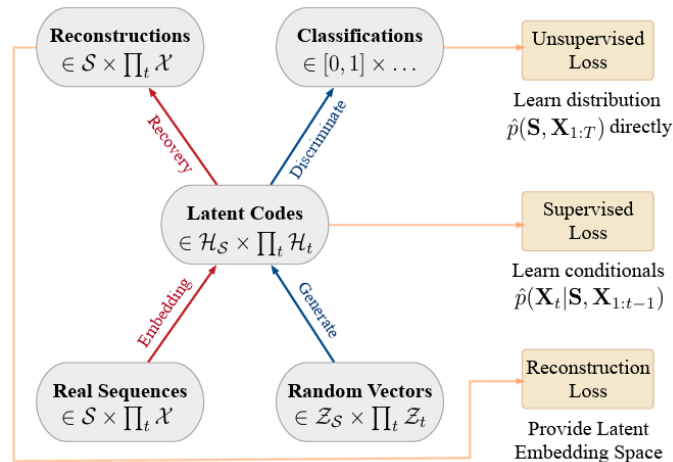 Reconstructions
∈ 𝒮 × ∏ₜ 𝒳
Classifications
∈ [0, 1] × …
Unsupervised
Loss
Learn distribution
p̂(𝐒, 𝐗₁:T) directly
Recovery
Discriminate
Latent Codes
∈ ℋ𝒮 × ∏ₜ ℋₜ
Supervised
Loss
Learn conditionals
p̂(𝐗ₜ|𝐒, 𝐗₁:ₜ₋₁)
Embedding
Generate
Real Sequences
∈ 𝒮 × ∏ₜ 𝒳
Random Vectors
∈ 𝒵𝒮 × ∏ₜ 𝒵ₜ
Reconstruction
Loss
Provide Latent
Embedding Space